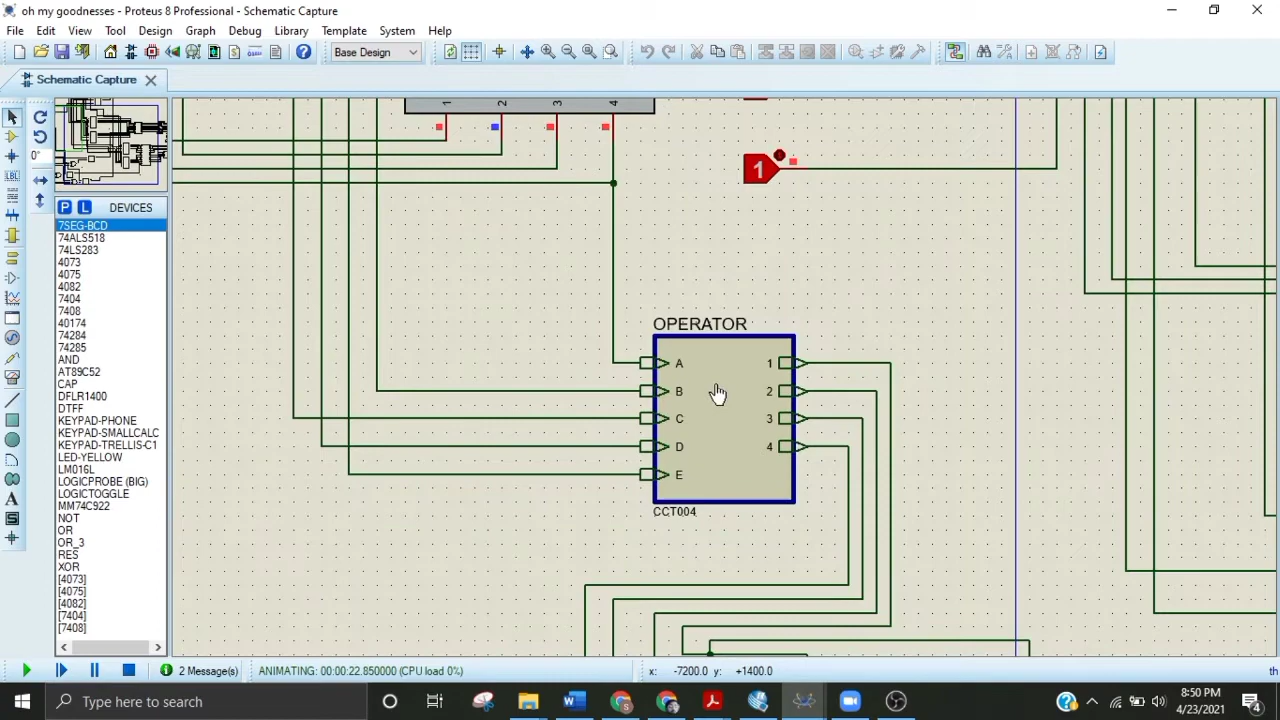 oh my goodnesses - Proteus 8 Professional - Schematic Capture
File Edit View Tool Design Graph Debug Library Template System Help
Base Design
Schematic Capture
1 2 3 4
0°
LBL
1
P L DEVICES
7SEG-BCD
74ALS518
74LS283
4073
4075
4082
7404
7408
40174
74284
74285
AND
AT89C52
CAP
DFLR1400
DTFF
KEYPAD-PHONE
KEYPAD-SMALLCALC
KEYPAD-TRELLIS-C1
LED-YELLOW
LM016L
LOGICPROBE (BIG)
LOGICTOGGLE
MM74C922
NOT
OR
OR_3
RES
XOR
[4073]
[4075]
[4082]
[7404]
[7408]
OPERATOR
A 1
B 2
C 3
D 4
E
CCT004
2 Message(s) ANIMATING: 00:00:22.850000 (CPU load 0%) x: -7200.0 y: +1400.0 th
Type here to search
8:50 PM
4/23/2021
4